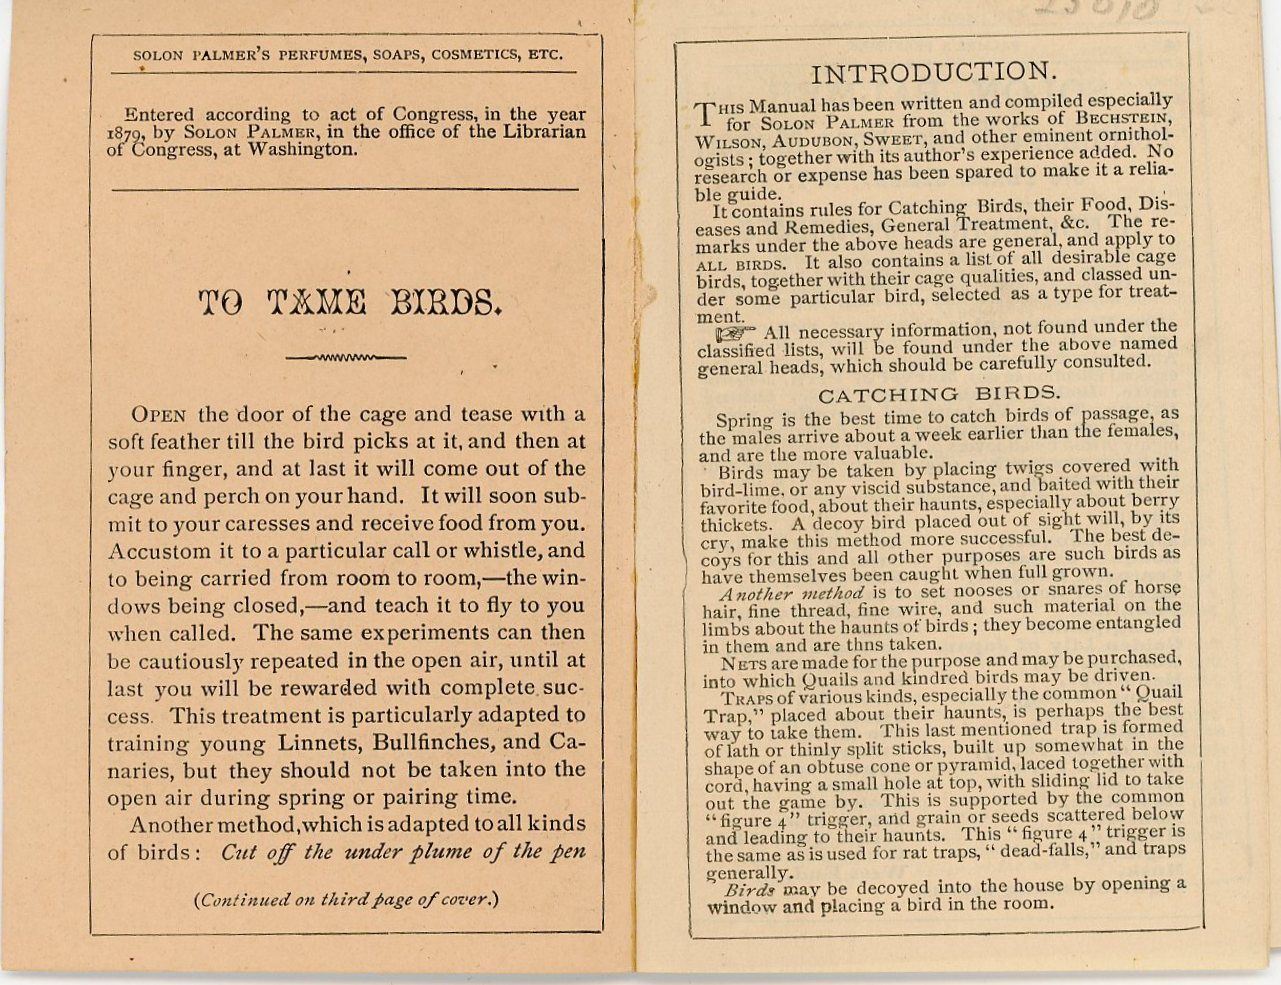 SOLON PALMER'S PERFUMES, SOAPS, COSMETICS, ETC.
Entered according to act of Congress, in the year
1879, by SOLON PALMER, in the office of the Librarian
of Congress, at Washington.
TO TAME BIRDS.
OPEN the door of the cage and tease with a
soft feather till the bird picks at it, and then at
your finger, and at last it will come out of the
cage and perch on your hand. It will soon sub-
mit to your caresses and receive food from you.
Accustom it to a particular call or whistle, and
to being carried from room to room,—the win-
dows being closed,—and teach it to fly to you
when called. The same experiments can then
be cautiously repeated in the open air, until at
last you will be rewarded with complete suc-
cess. This treatment is particularly adapted to
training young Linnets, Bullfinches, and Ca-
naries, but they should not be taken into the
open air during spring or pairing time.
Another method, which is adapted to all kinds
of birds: Cut off the under plume of the pen
(Continued on third page of cover.)
INTRODUCTION.
THIS Manual has been written and compiled especially
for SOLON PALMER from the works of BECHSTEIN,
WILSON, AUDUBON, SWEET, and other eminent ornithol-
ogists; together with its author's experience added. No
research or expense has been spared to make it a relia-
ble guide.
It contains rules for Catching Birds, their Food, Dis-
eases and Remedies, General Treatment, &c. The re-
marks under the above heads are general, and apply to
ALL BIRDS. It also contains a list of all desirable cage
birds, together with their cage qualities, and classed un-
der some particular bird, selected as a type for treat-
ment.
☞ All necessary information, not found under the
classified lists, will be found under the above named
general heads, which should be carefully consulted.
CATCHING BIRDS.
Spring is the best time to catch birds of passage, as
the males arrive about a week earlier than the females,
and are the more valuable.
Birds may be taken by placing twigs covered with
bird-lime, or any viscid substance, and baited with their
favorite food, about their haunts, especially about berry
thickets. A decoy bird placed out of sight will, by its
cry, make this method more successful. The best de-
coys for this and all other purposes are such birds as
have themselves been caught when full grown.
Another method is to set nooses or snares of horse
hair, fine thread, fine wire, and such material on the
limbs about the haunts of birds; they become entangled
in them and are thns taken.
NETS are made for the purpose and may be purchased,
into which Quails and kindred birds may be driven.
TRAPS of various kinds, especially the common "Quail
Trap," placed about their haunts, is perhaps the best
way to take them. This last mentioned trap is formed
of lath or thinly split sticks, built up somewhat in the
shape of an obtuse cone or pyramid, laced together with
cord, having a small hole at top, with sliding lid to take
out the game by. This is supported by the common
"figure 4" trigger, and grain or seeds scattered below
and leading to their haunts. This "figure 4" trigger is
the same as is used for rat traps, "dead-falls," and traps
generally.
Birds may be decoyed into the house by opening a
window and placing a bird in the room.